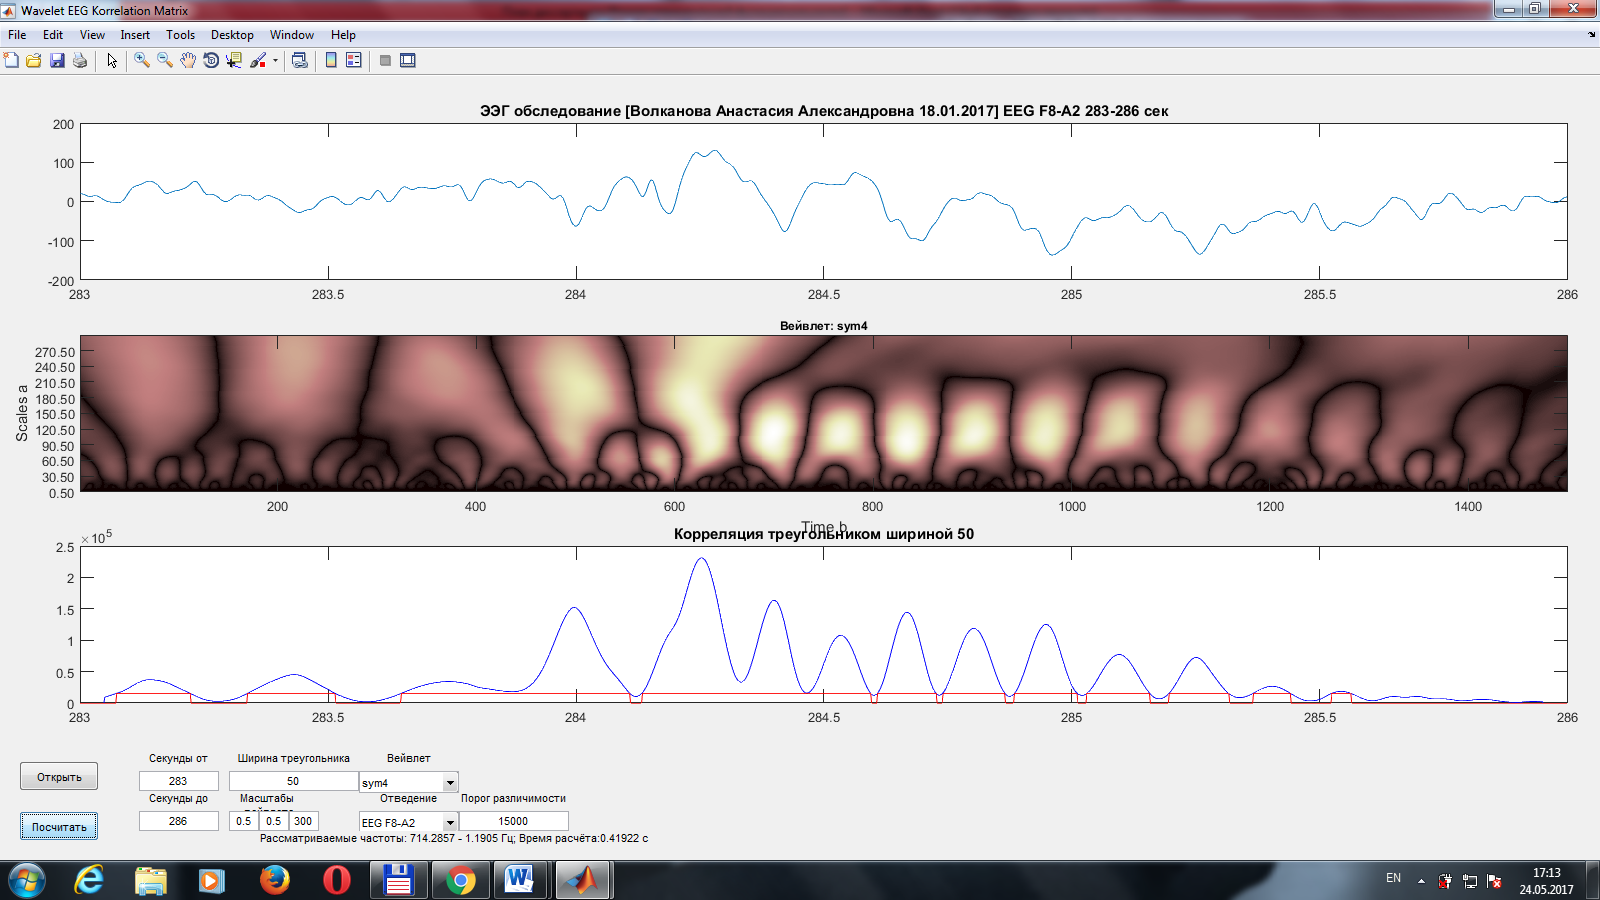 Wavelet EEG Korrelation Matrix
File Edit View Insert Tools Desktop Window Help
ЭЭГ обследование [Волканова Анастасия Александровна 18.01.2017] EEG F8-A2 283-286 сек
200
100
0
-100
-200
283 283.5 284 284.5 285 285.5 286
Вейвлет: sym4
Scales a
270.50
240.50
210.50
180.50
150.50
120.50
90.50
60.50
30.50
0.50
200 400 600 800 1000 1200 1400
Time b
Корреляция треугольником шириной 50
×10^5
2.5
2
1.5
1
0.5
0
283 283.5 284 284.5 285 285.5 286
Секунды от Ширина треугольника Вейвлет
Открыть 283 50 sym4
Секунды до Масштабы Отведение Порог различимости
Посчитать 286 0.5 0.5 300 EEG F8-A2 15000
Рассматриваемые частоты: 714.2857 - 1.1905 Гц; Время расчёта:0.41922 с
EN
17:13
24.05.2017